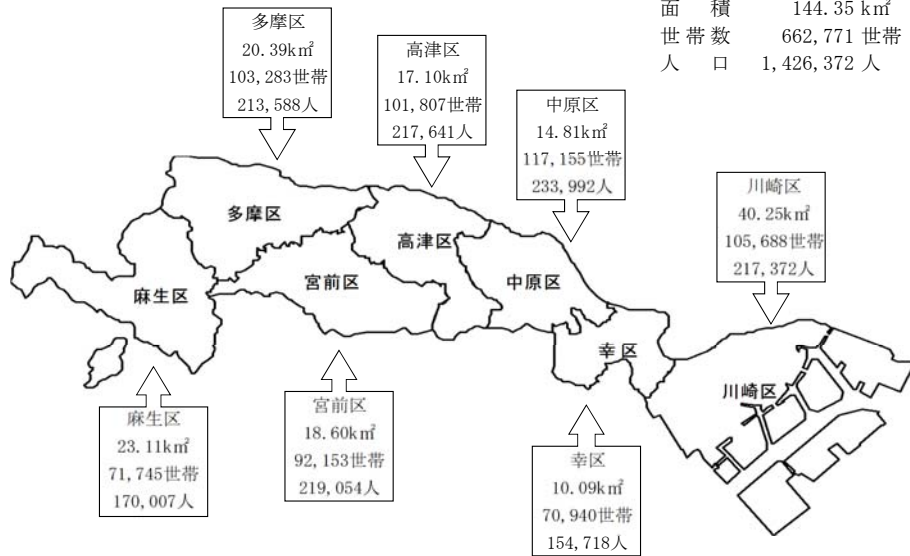 面積 144.35 k㎡
世帯数 662,771 世帯
人口 1,426,372 人
多摩区
20.39k㎡
103,283世帯
213,588人
高津区
17.10k㎡
101,807世帯
217,641人
中原区
14.81k㎡
117,155世帯
233,992人
川崎区
40.25k㎡
105,688世帯
217,372人
多摩区
高津区
中原区
宮前区
麻生区
幸区
川崎区
麻生区
23.11k㎡
71,745世帯
170,007人
宮前区
18.60k㎡
92,153世帯
219,054人
幸区
10.09k㎡
70,940世帯
154,718人